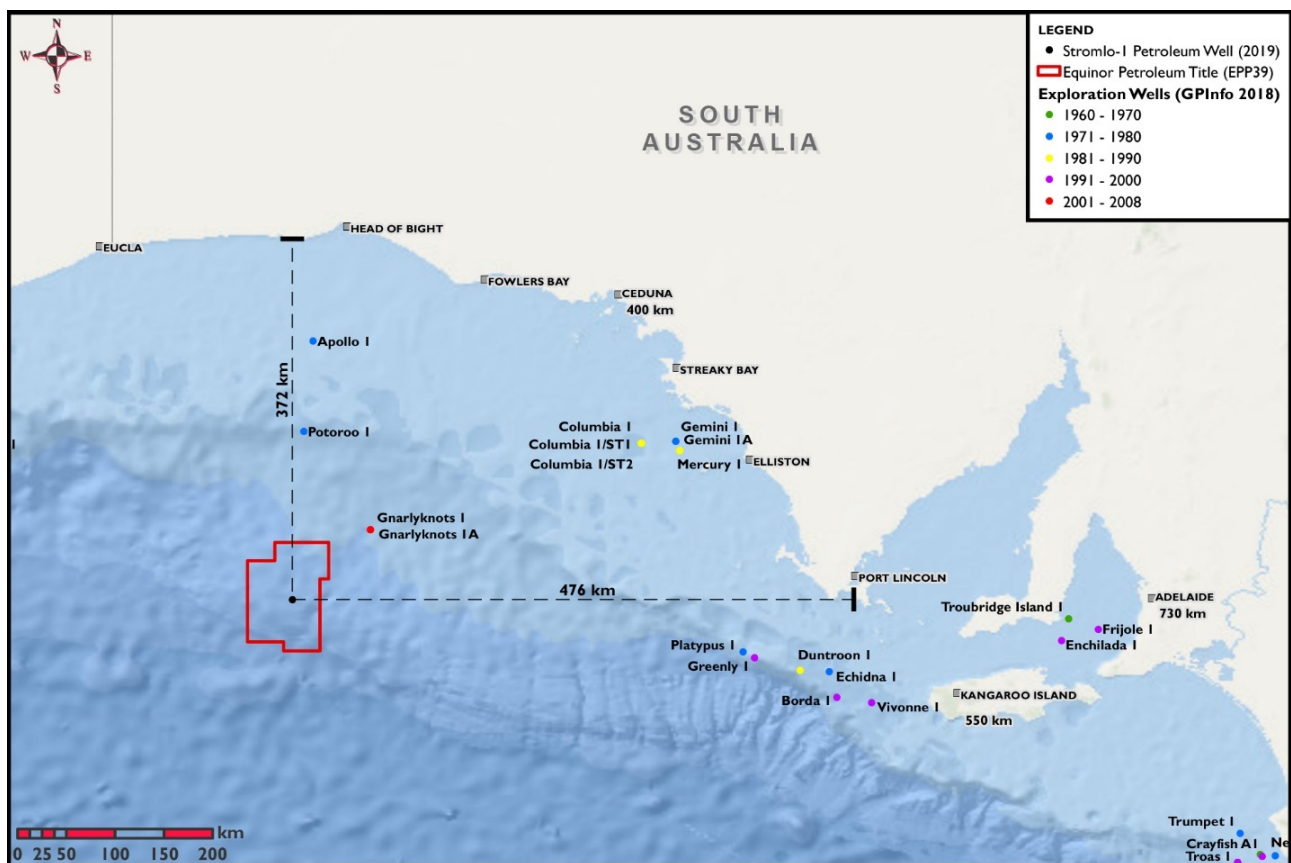 N
W E
S
LEGEND
Stromlo-1 Petroleum Well (2019)
Equinor Petroleum Title (EPP39)
Exploration Wells (GPInfo 2018)
1960 - 1970
1971 - 1980
1981 - 1990
1991 - 2000
2001 - 2008
SOUTH
AUSTRALIA
HEAD OF BIGHT
EUCLA
FOWLERS BAY
CEDUNA
400 km
Apollo 1
STREAKY BAY
372 km
Potoroo 1
Columbia 1
Columbia 1/ST1
Columbia 1/ST2
Gemini 1
Gemini 1A
Mercury 1
ELLISTON
Gnarlyknots 1
Gnarlyknots 1A
476 km
PORT LINCOLN
ADELAIDE
730 km
Troubridge Island 1
Frijole 1
Enchilada 1
Platypus 1
Greenly 1
Duntroon 1
Echidna 1
Borda 1
Vivonne 1
KANGAROO ISLAND
550 km
Trumpet 1
Crayfish A1
Troas 1
Ne
km
0 25 50 100 150 200